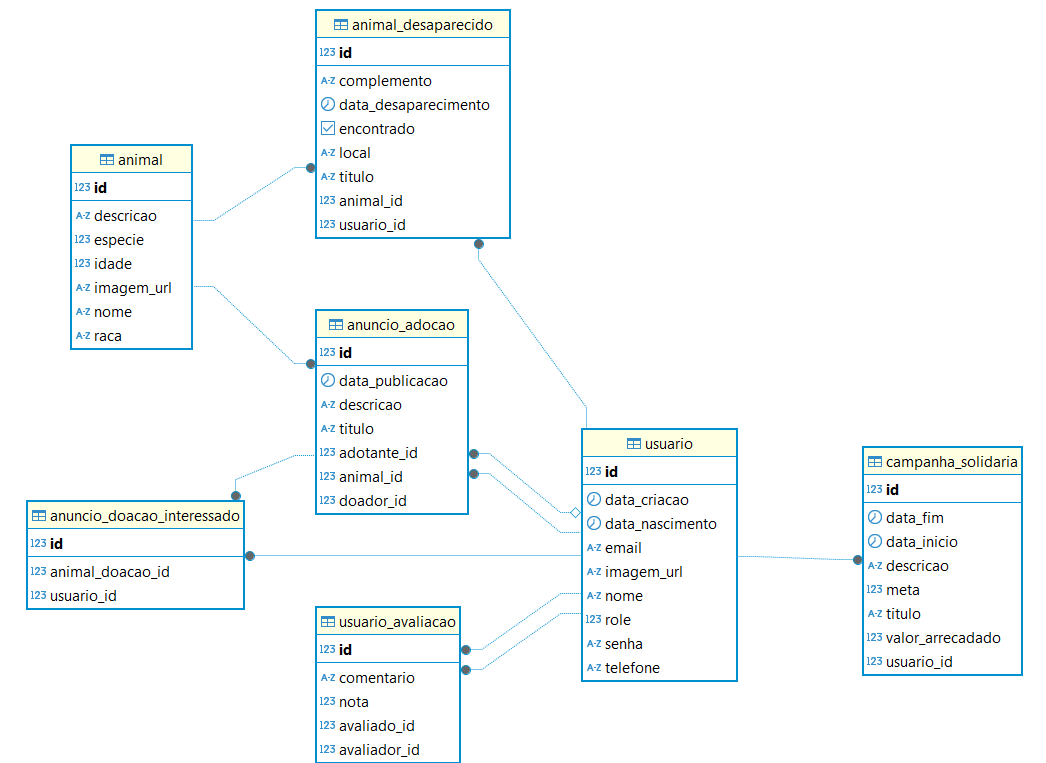 animal_desaparecido
123 id
A-Z complemento
data_desaparecimento
encontrado
A-Z local
A-Z titulo
123 animal_id
123 usuario_id
animal
123 id
A-Z descricao
123 especie
123 idade
A-Z imagem_url
A-Z nome
A-Z raca
anuncio_adocao
123 id
data_publicacao
A-Z descricao
A-Z titulo
123 adotante_id
123 animal_id
123 doador_id
usuario
123 id
data_criacao
data_nascimento
A-Z email
A-Z imagem_url
A-Z nome
123 role
A-Z senha
A-Z telefone
campanha_solidaria
123 id
data_fim
data_inicio
A-Z descricao
123 meta
A-Z titulo
123 valor_arrecadado
123 usuario_id
anuncio_doacao_interessado
123 id
123 animal_doacao_id
123 usuario_id
usuario_avaliacao
123 id
A-Z comentario
123 nota
123 avaliado_id
123 avaliador_id